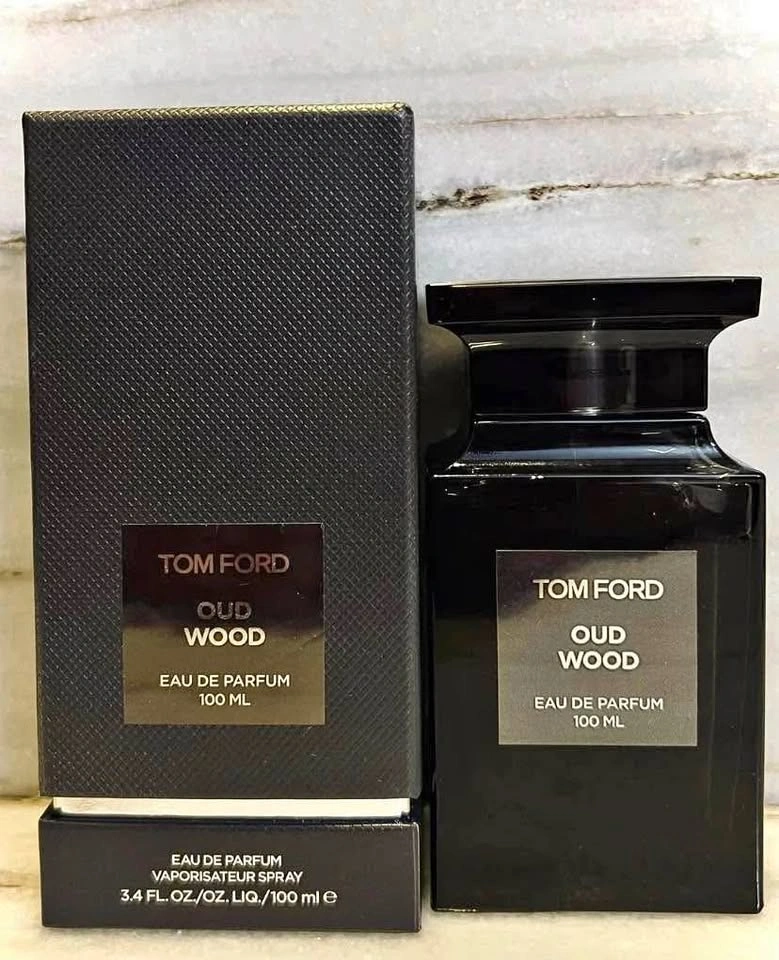 TOM FORD
OUD
WOOD
EAU DE PARFUM
100 ML
EAU DE PARFUM
VAPORISATEUR SPRAY
3.4 FL. OZ./OZ. LIQ./100 ml ℮
TOM FORD
OUD
WOOD
EAU DE PARFUM
100 ML